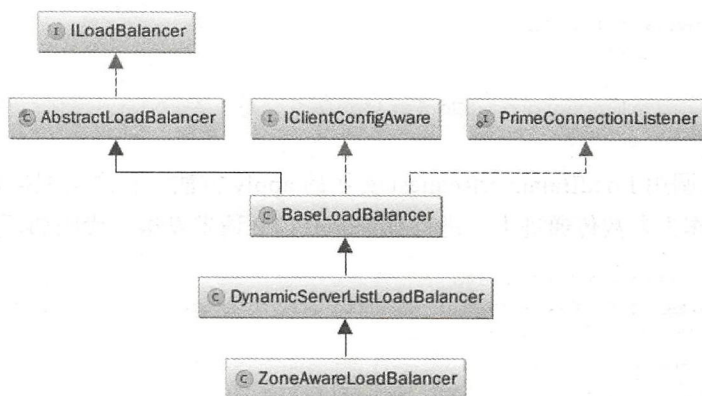 I ILoadBalancer
C AbstractLoadBalancer
I IClientConfigAware
I PrimeConnectionListener
C BaseLoadBalancer
C DynamicServerListLoadBalancer
C ZoneAwareLoadBalancer